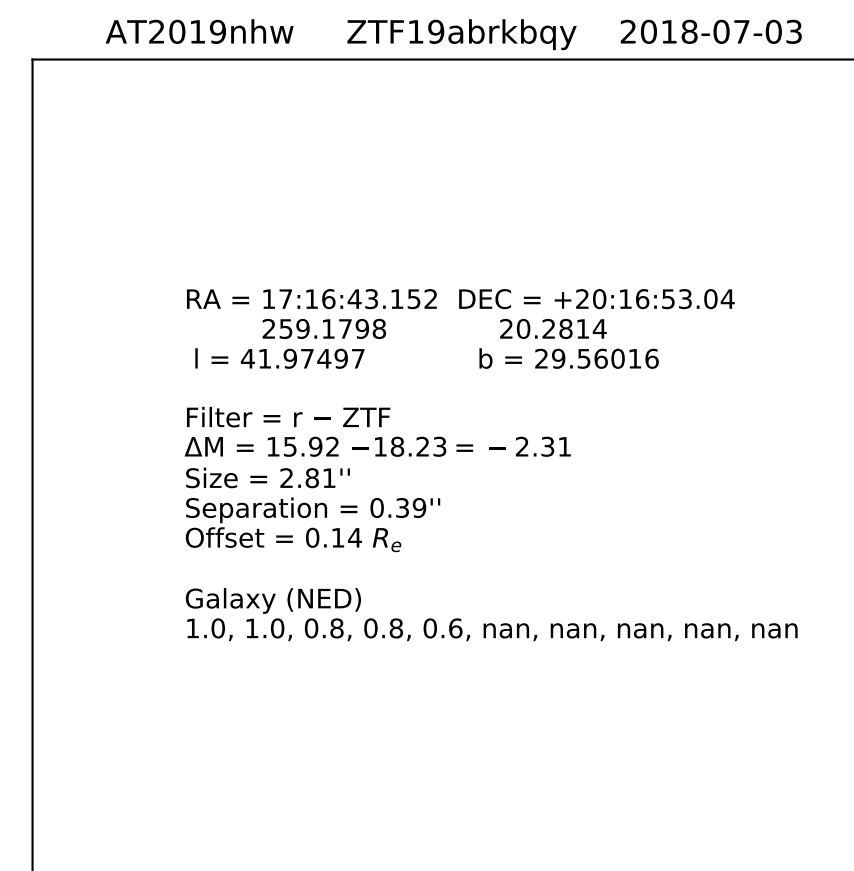 AT2019nhw ZTF19abrkbqy 2018-07-03
RA = 17:16:43.152 DEC = +20:16:53.04
259.1798 20.2814
l = 41.97497 b = 29.56016
Filter = r − ZTF
ΔM = 15.92 −18.23 = − 2.31
Size = 2.81''
Separation = 0.39''
Offset = 0.14 Re
Galaxy (NED)
1.0, 1.0, 0.8, 0.8, 0.6, nan, nan, nan, nan, nan